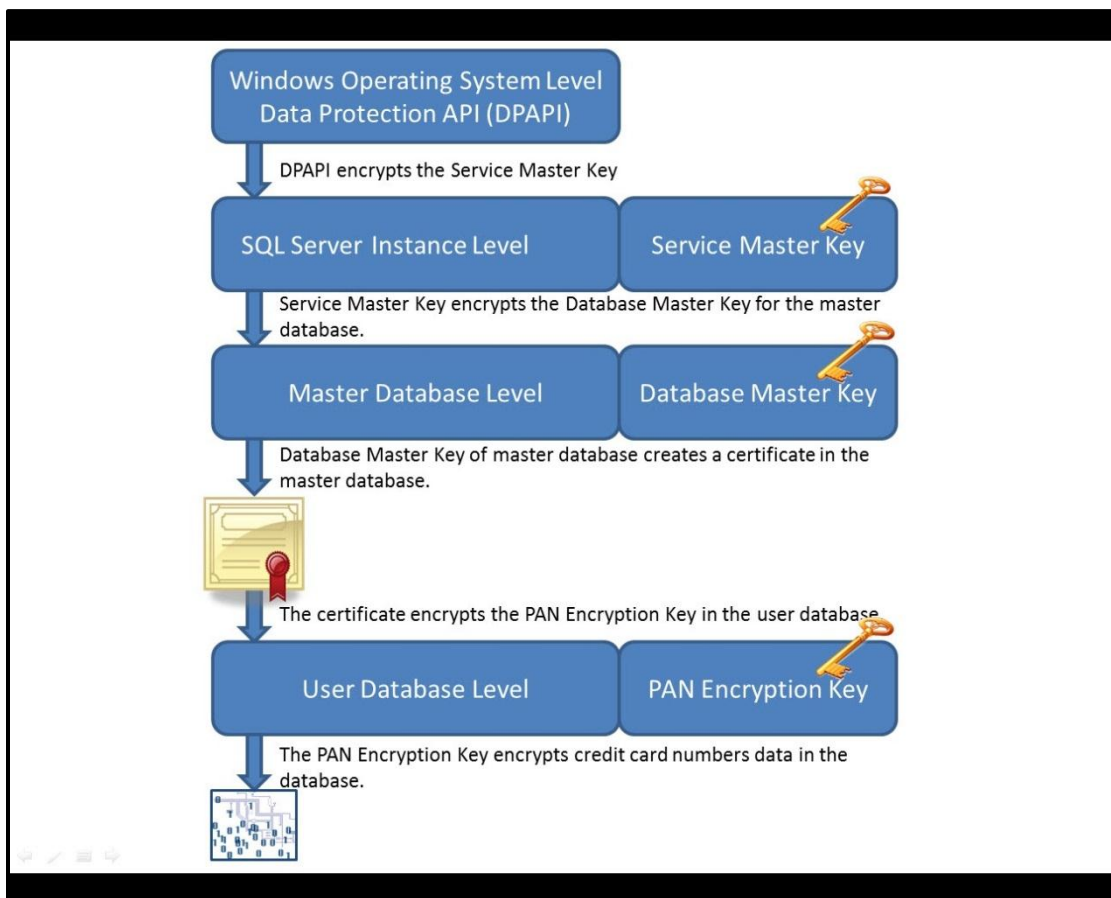 Windows Operating System Level
Data Protection API (DPAPI)
DPAPI encrypts the Service Master Key
SQL Server Instance Level
Service Master Key
Service Master Key encrypts the Database Master Key for the master
database.
Master Database Level
Database Master Key
Database Master Key of master database creates a certificate in the
master database.
The certificate encrypts the PAN Encryption Key in the user database
User Database Level
PAN Encryption Key
The PAN Encryption Key encrypts credit card numbers data in the
database.